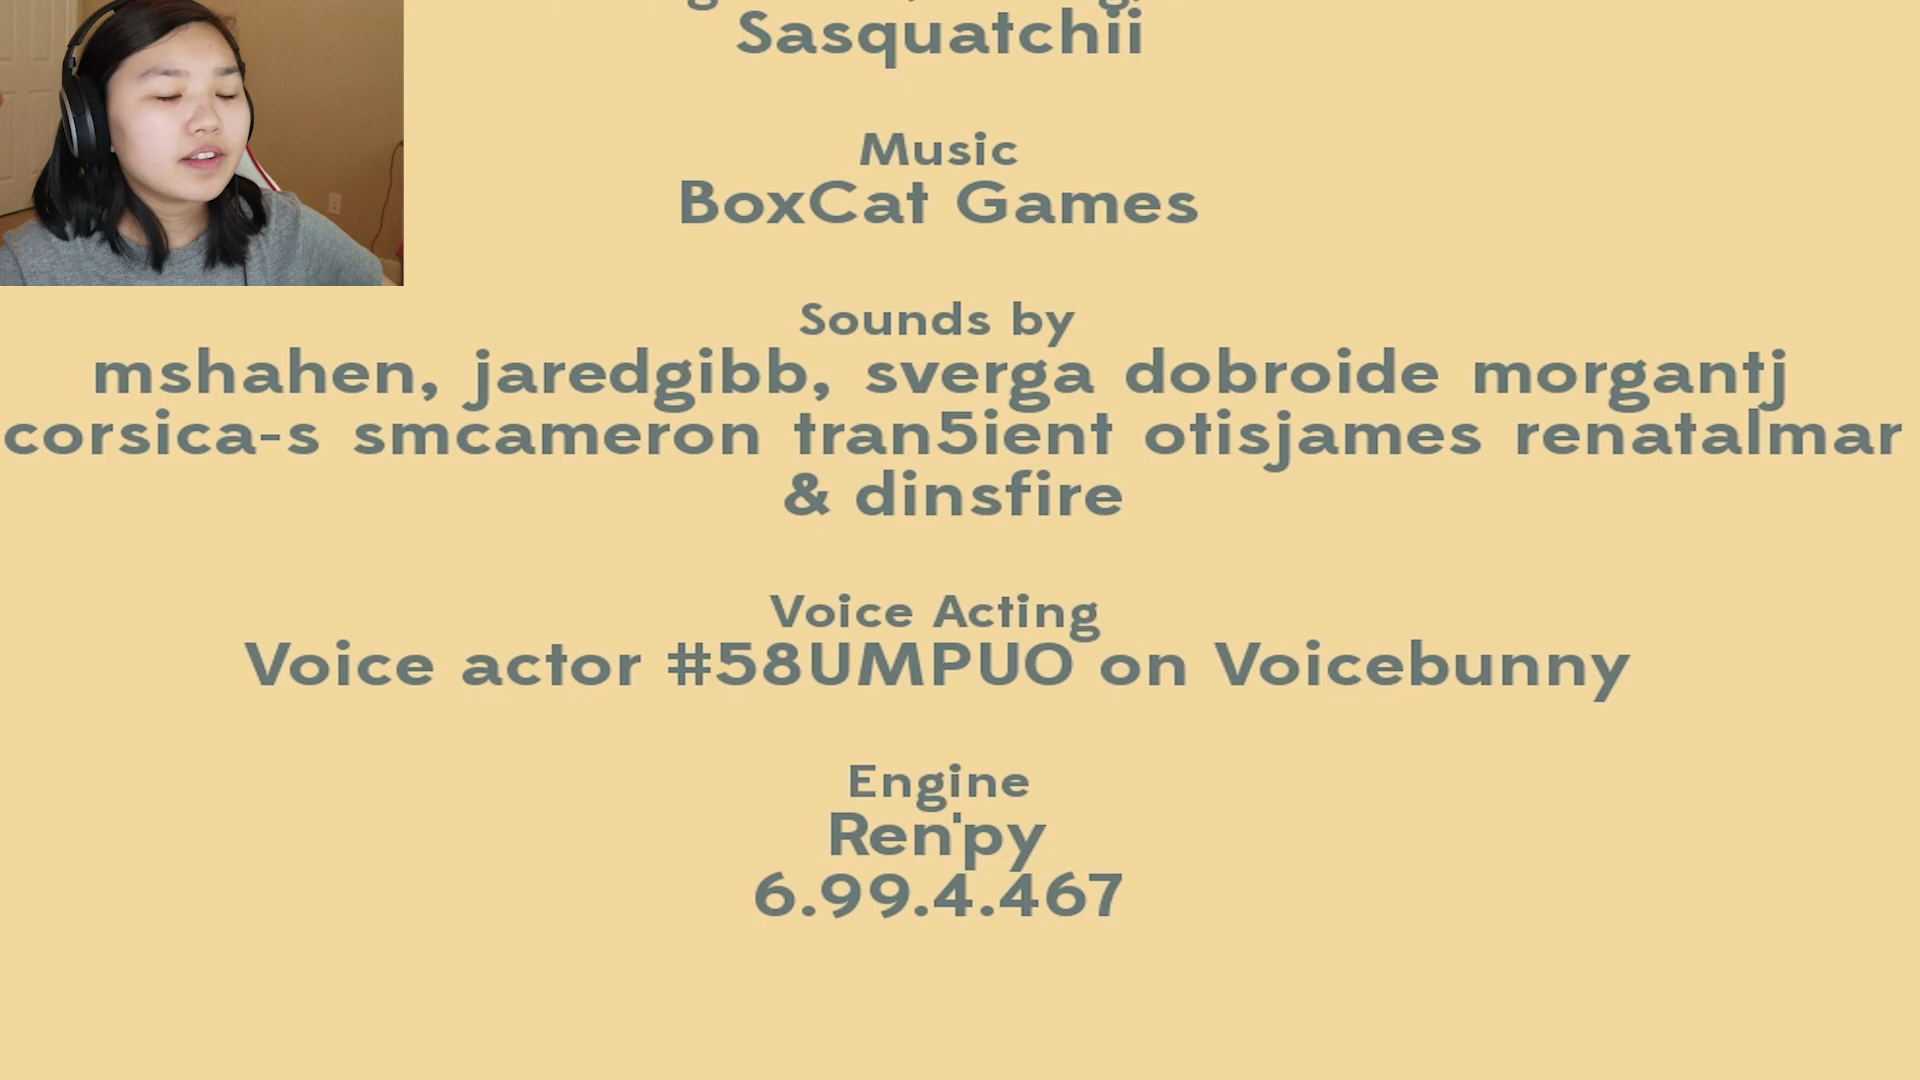 Sasquatchii
Music
BoxCat Games
Sounds by
mshahen, jaredgibb, sverga dobroide morgantj
corsica-s smcameron tran5ient otisjames renatalmar
& dinsfire
Voice Acting
Voice actor #58UMPUO on Voicebunny
Engine
Ren'py
6.99.4.467